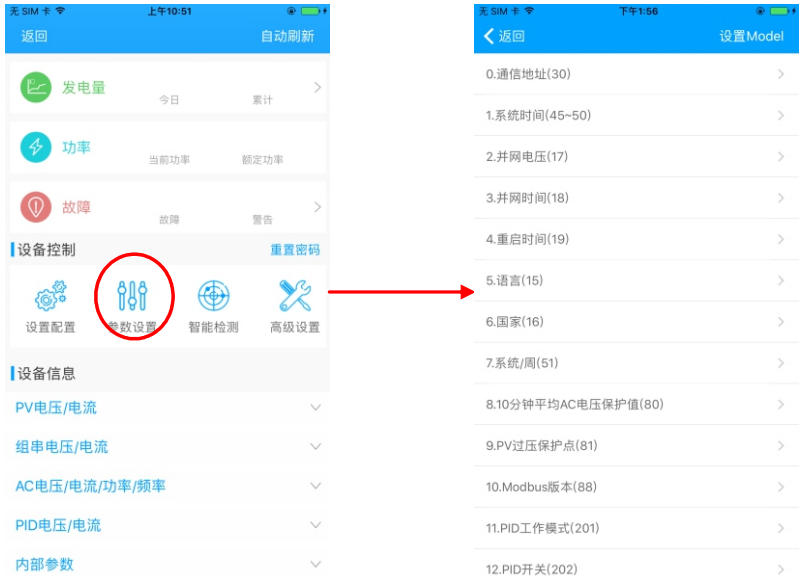 无 SIM 卡
上午10:51
返回
自动刷新
发电量
今日
累计
功率
当前功率
额定功率
故障
故障
警告
设备控制
重置密码
设置配置
参数设置
智能检测
高级设置
设备信息
PV电压/电流
组串电压/电流
AC电压/电流/功率/频率
PID电压/电流
内部参数
无 SIM 卡
下午1:56
返回
设置Model
0.通信地址(30)
1.系统时间(45~50)
2.并网电压(17)
3.并网时间(18)
4.重启时间(19)
5.语言(15)
6.国家(16)
7.系统/周(51)
8.10分钟平均AC电压保护值(80)
9.PV过压保护点(81)
10.Modbus版本(88)
11.PID工作模式(201)
12.PID开关(202)